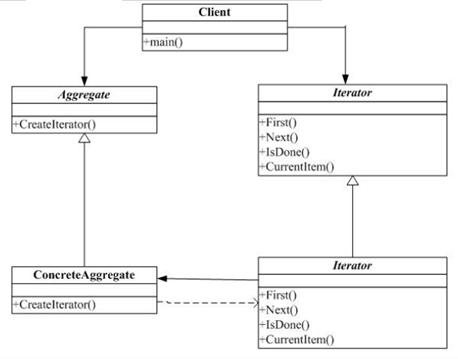 Client
+main()
Aggregate
+CreateIterator()
Iterator
+First()
+Next()
+IsDone()
+CurrentItem()
ConcreteAggregate
+CreateIterator()
Iterator
+First()
+Next()
+IsDone()
+CurrentItem()